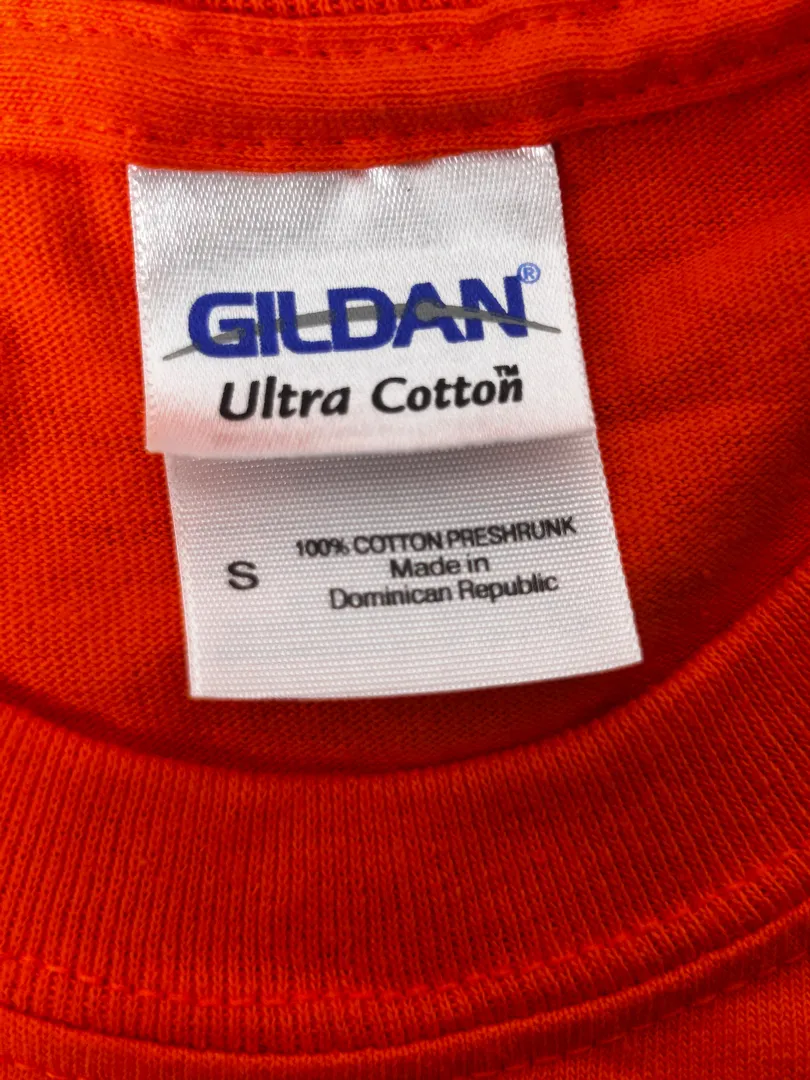 GILDAN®
Ultra Cotton™
S
100% COTTON PRESHRUNK
Made in
Dominican Republic